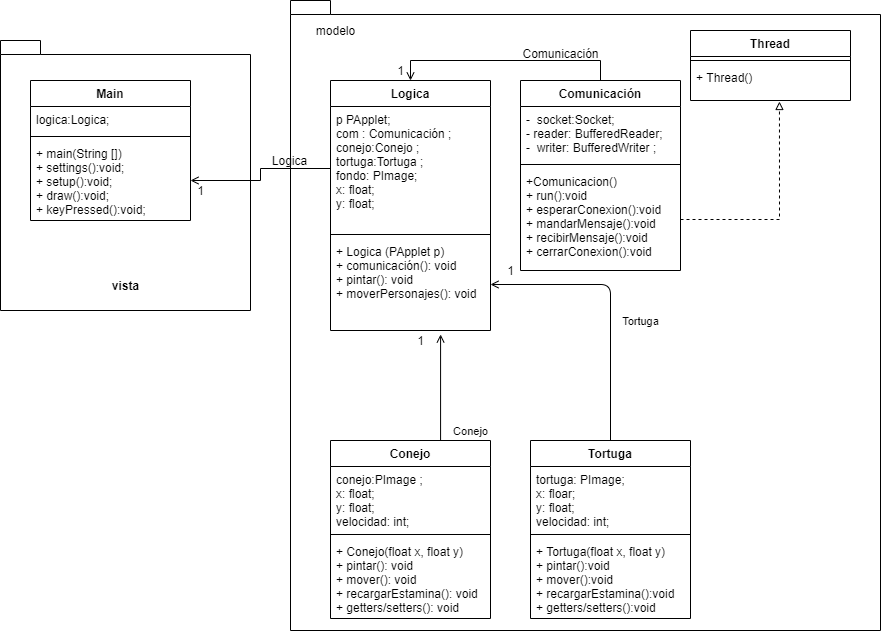 modelo
Thread
+ Thread()
Main
logica:Logica;
+ main(String [])
+ settings():void;
+ setup():void;
+ draw():void;
+ keyPressed():void;
vista
Logica
1
Comunicación
1
Logica
p PApplet;
com : Comunicación ;
conejo:Conejo ;
tortuga:Tortuga ;
fondo: PImage;
x: float;
y: float;
+ Logica (PApplet p)
+ comunicación(): void
+ pintar(): void
+ moverPersonajes(): void
Comunicación
- socket:Socket;
- reader: BufferedReader;
- writer: BufferedWriter ;
+Comunicacion()
+ run():void
+ esperarConexion():void
+ mandarMensaje():void
+ recibirMensaje():void
+ cerrarConexion():void
1
Tortuga
1
Conejo
Conejo
conejo:PImage ;
x: float;
y: float;
velocidad: int;
+ Conejo(float x, float y)
+ pintar(): void
+ mover(): void
+ recargarEstamina(): void
+ getters/setters(): void
Tortuga
tortuga: PImage;
x: floar;
y: float;
velocidad: int;
+ Tortuga(float x, float y)
+ pintar():void
+ mover():void
+ recargarEstamina():void
+ getters/setters():void